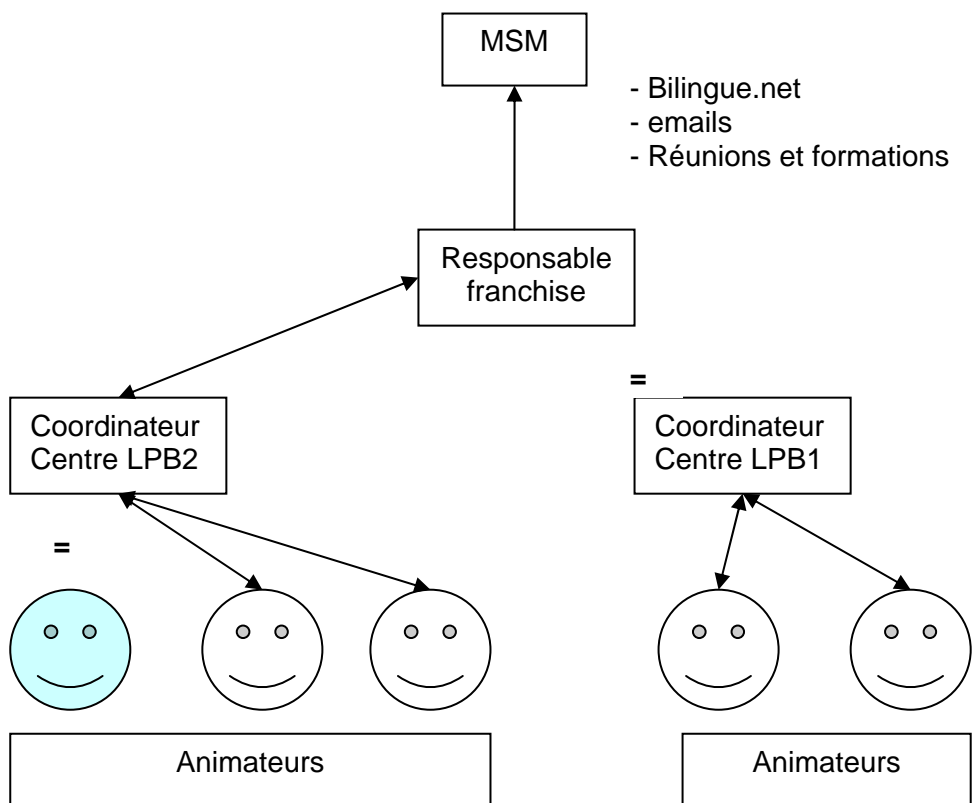 MSM
- Bilingue.net
- emails
- Réunions et formations
Responsable
franchise
=
Coordinateur
Centre LPB2
Coordinateur
Centre LPB1
=
Animateurs
Animateurs